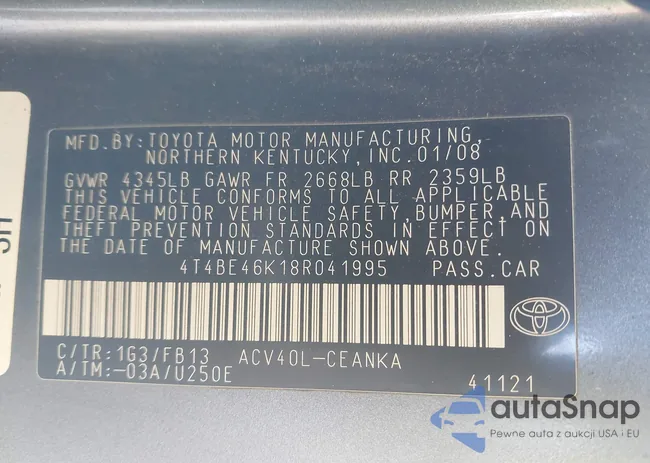 MFD.BY:TOYOTA MOTOR MANUFACTURING,
NORTHERN KENTUCKY,INC.01/08
GVWR 4345LB GAWR FR 2668LB RR 2359LB
THIS VEHICLE CONFORMS TO ALL APPLICABLE
FEDERAL MOTOR VEHICLE SAFETY,BUMPER,AND
THEFT PREVENTION STANDARDS IN EFFECT ON
THE DATE OF MANUFACTURE SHOWN ABOVE.
4T4BE46K18R041995 PASS.CAR
C/TR:1G3/FB13 ACV40L-CEANKA
A/TM:-03A/U250E 41121
autaSnap
Pewne auta z aukcji USA i EU